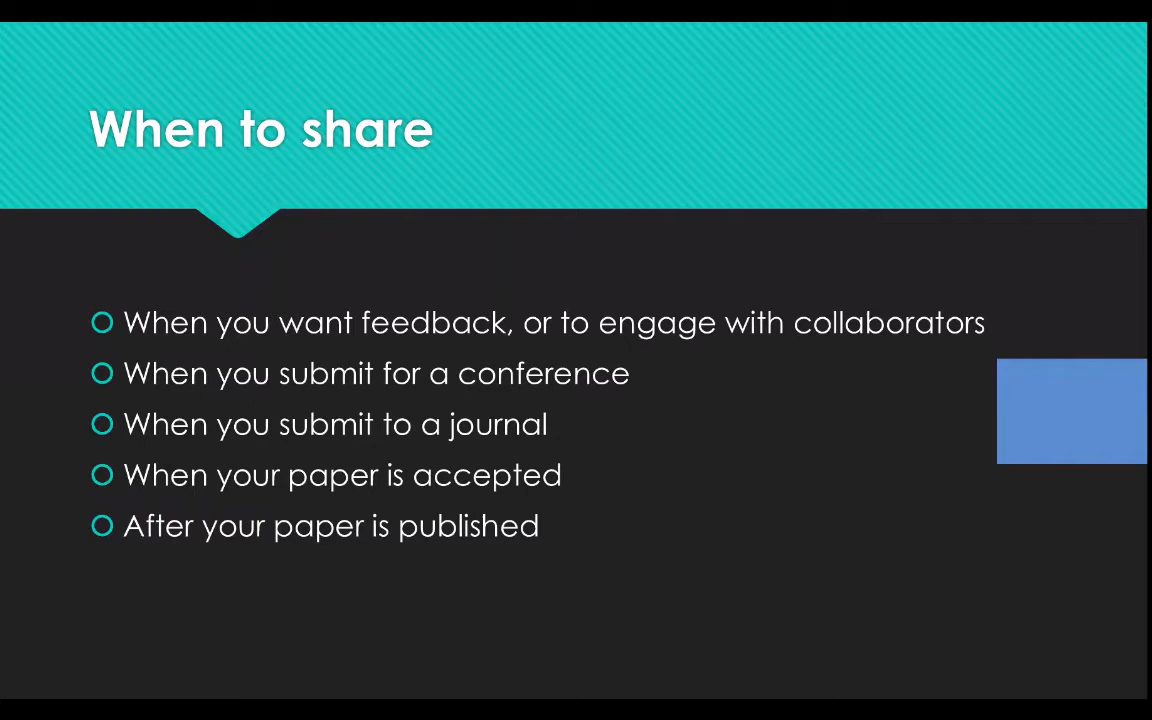 When to share
When you want feedback, or to engage with collaborators
When you submit for a conference
When you submit to a journal
When your paper is accepted
After your paper is published